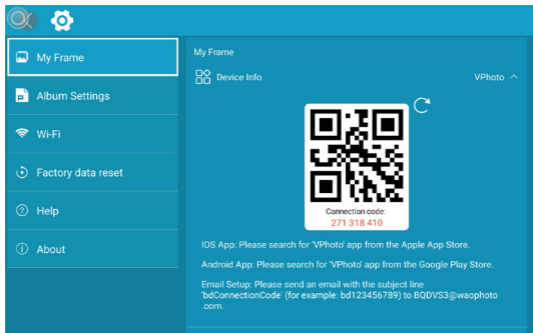 My Frame
Album Settings
Wi-Fi
Factory data reset
Help
About
My Frame
Device Info
VPhoto
Connection code:
271 318 410
IOS App: Please search for 'VPhoto' app from the Apple App Store.
Android App: Please search for 'VPhoto' app from the Google Play Store.
Email Setup: Please send an email with the subject line
'bdConnectionCode' (for example: bd123456789) to BQDVS3@waophoto
.com.